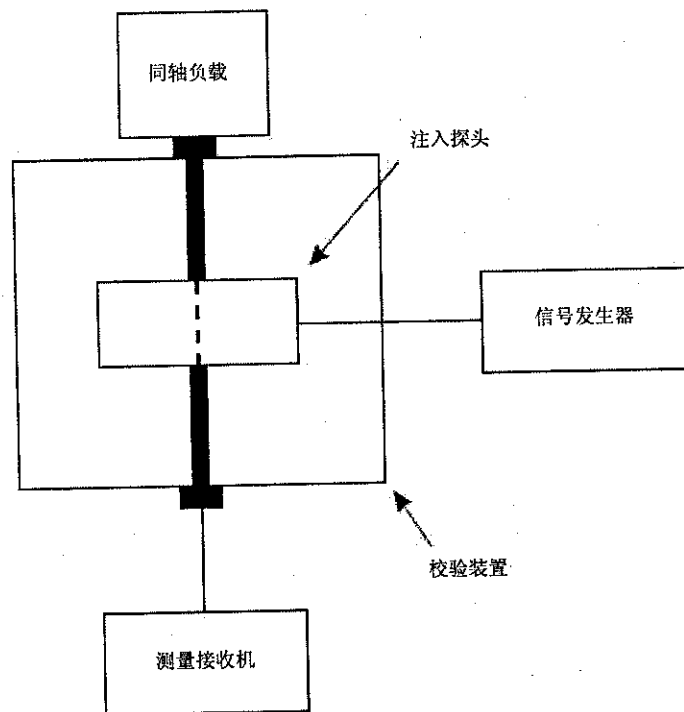 同轴负载
注入探头
信号发生器
校验装置
测量接收机